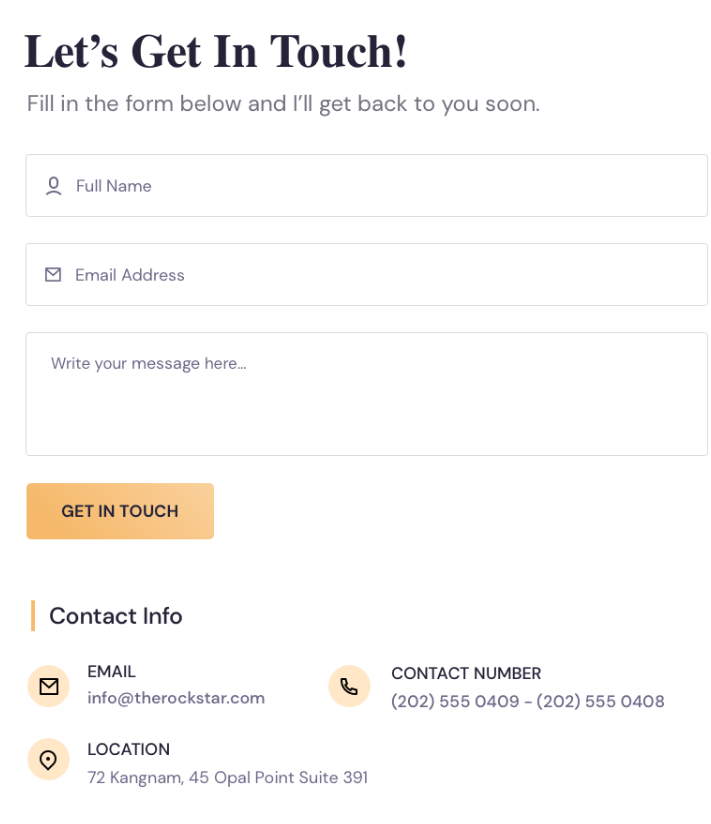 Let’s Get In Touch!
Fill in the form below and I’ll get back to you soon.
Full Name
Email Address
Write your message here...
GET IN TOUCH
Contact Info
EMAIL
info@therockstar.com
CONTACT NUMBER
(202) 555 0409 - (202) 555 0408
LOCATION
72 Kangnam, 45 Opal Point Suite 391